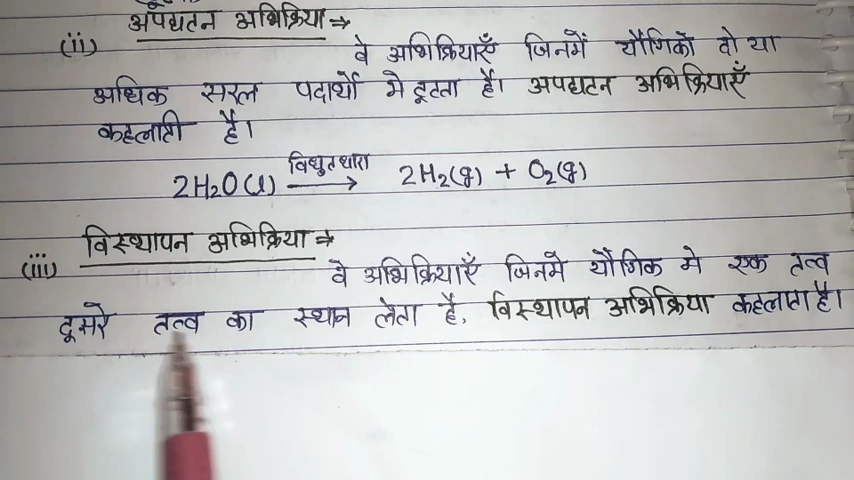 (ii) अपघटन अभिक्रिया ⇒
वे अभिक्रियाएँ जिनमें यौगिको दो या
अधिक सरल पदार्थो मे टूटता है। अपघटन अभिक्रियाएँ
कहलाती है।
2H₂O(l) —विधुतधारा→ 2H₂(g) + O₂(g)
(iii) विस्थापन अभिक्रिया ⇒
वे अभिक्रियाएँ जिनमे यौगिक मे एक तत्व
दूसरे तत्व का स्थान लेता है, विस्थापन अभिक्रिया कहलाता है।